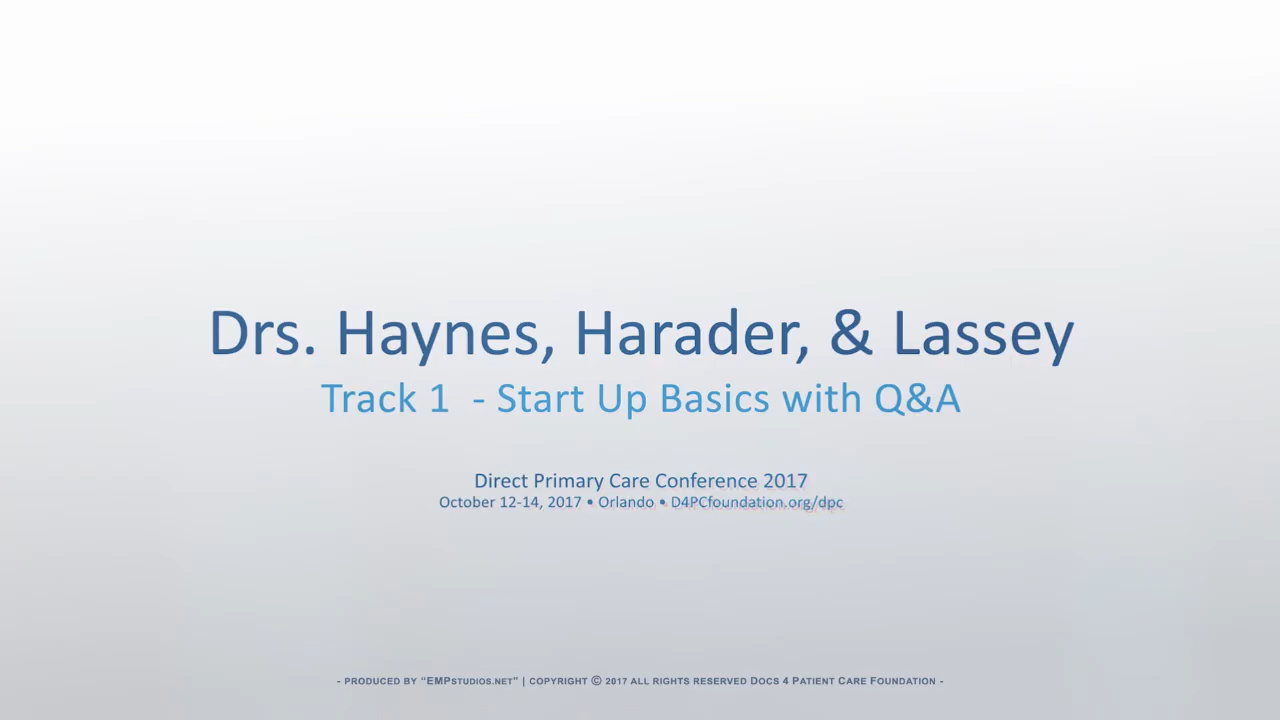 Drs. Haynes, Harader, & Lassey
Track 1 - Start Up Basics with Q&A
Direct Primary Care Conference 2017
October 12-14, 2017 • Orlando • D4PCfoundation.org/dpc
- PRODUCED BY “EMPSTUDIOS.NET” | COPYRIGHT © 2017 ALL RIGHTS RESERVED DOCS 4 PATIENT CARE FOUNDATION -